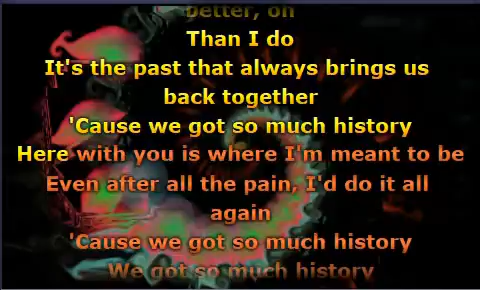 better, oh
Than I do
It's the past that always brings us
back together
'Cause we got so much history
Here with you is where I'm meant to be
Even after all the pain, I'd do it all
again
'Cause we got so much history
We got so much history